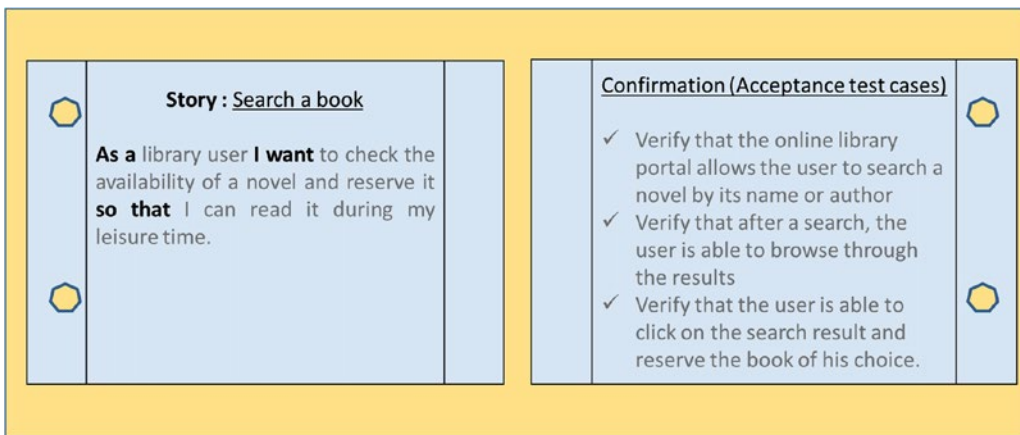 Story : Search a book
As a library user I want to check the
availability of a novel and reserve it
so that I can read it during my
leisure time.
Confirmation (Acceptance test cases)
✓ Verify that the online library
portal allows the user to search a
novel by its name or author
✓ Verify that after a search, the
user is able to browse through
the results
✓ Verify that the user is able to
click on the search result and
reserve the book of his choice.